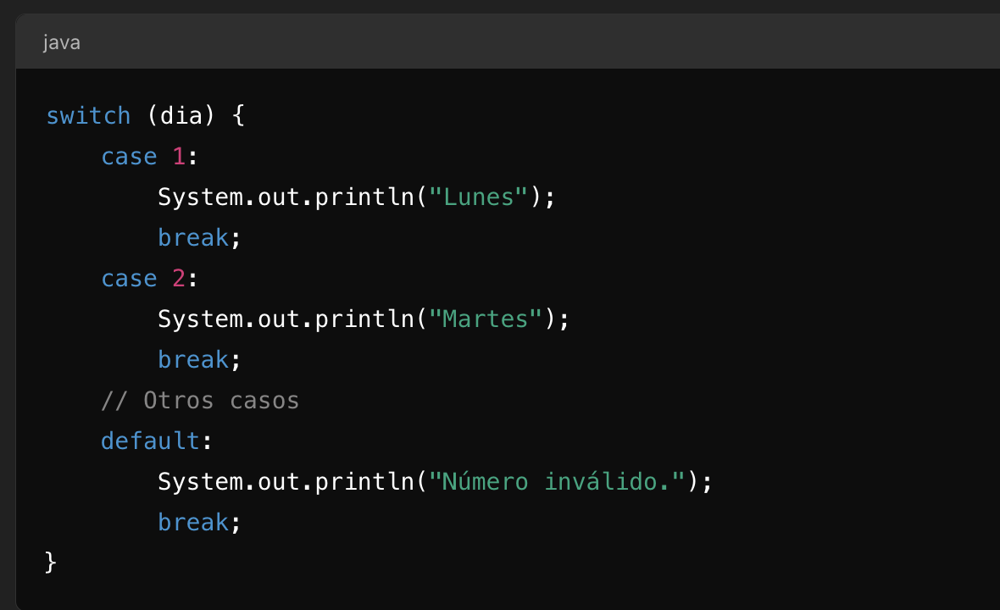 java
switch (dia) {
    case 1:
        System.out.println("Lunes");
        break;
    case 2:
        System.out.println("Martes");
        break;
    // Otros casos
    default:
        System.out.println("Número inválido.");
        break;
}